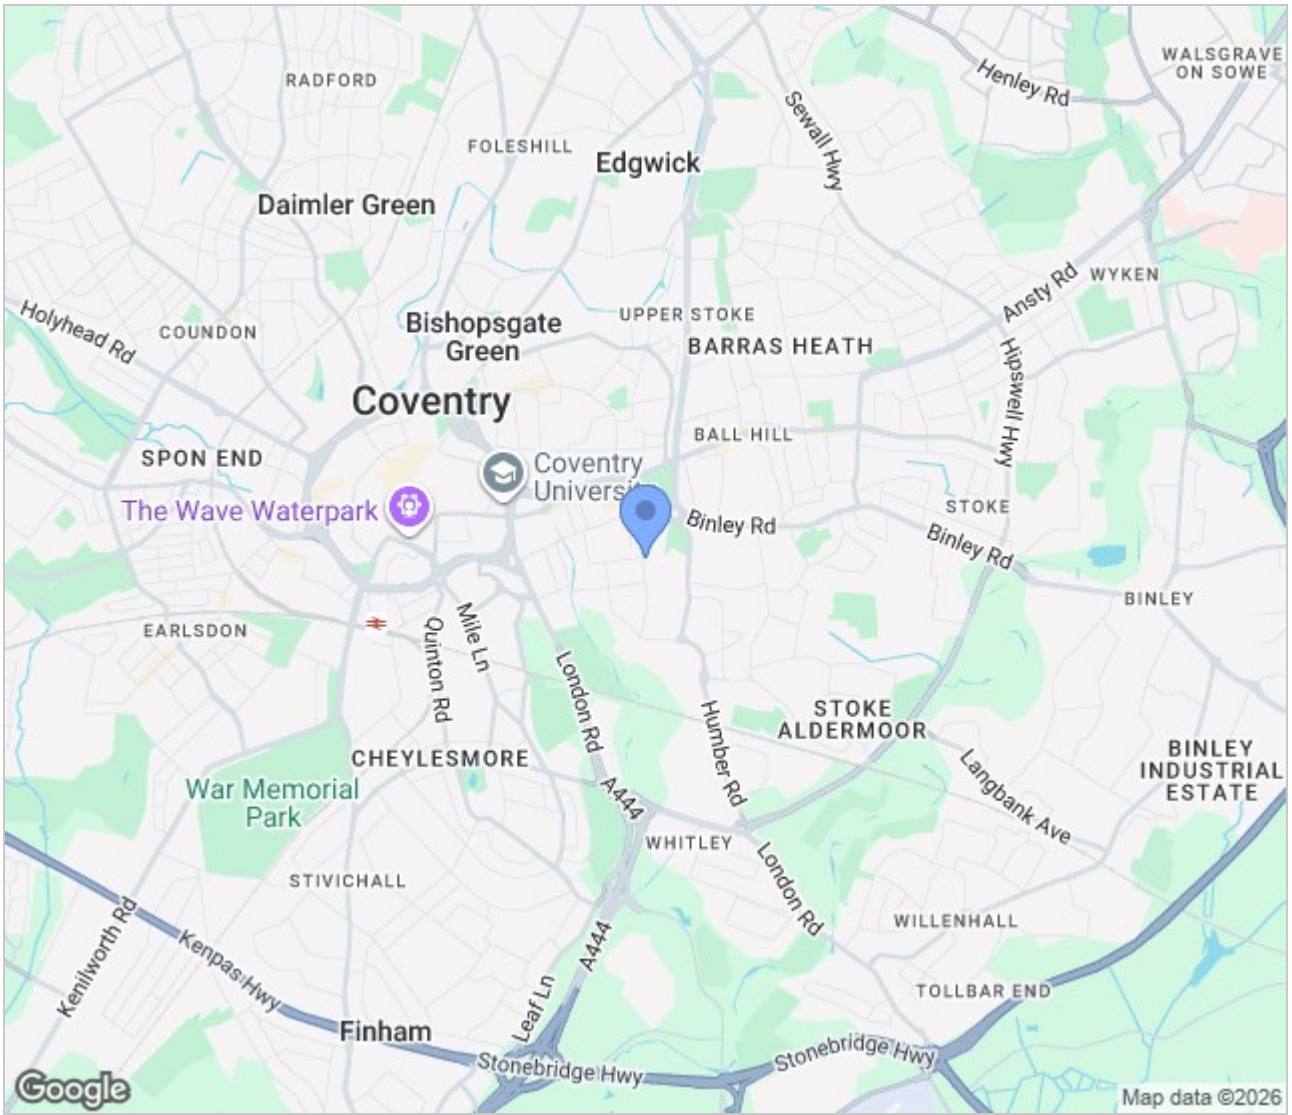 WALSGRAVE
ON SOWE
RADFORD
Henley Rd
Sewall Hwy
FOLESHILL
Edgwick
Daimler Green
WYKEN
Ansty Rd
Holyhead Rd
COUNDON
Bishopsgate
Green
UPPER STOKE
BARRAS HEATH
Hipswell Hwy
Coventry
BALL HILL
SPON END
Coventry
University
The Wave Waterpark
Binley Rd
STOKE
Binley Rd
BINLEY
EARLSDON
Mile Ln
Quinton Rd
London Rd
Humber Rd
STOKE
ALDERMOOR
CHEYLESMORE
BINLEY
INDUSTRIAL
ESTATE
Langbank Ave
War Memorial
Park
A444
WHITLEY
London Rd
STIVICHALL
WILLENHALL
Kenilworth Rd
Kenpas Hwy
A444
TOLLBAR END
Leaf Ln
Finham
Stonebridge Hwy
Stonebridge Hwy
Google
Map data ©2026